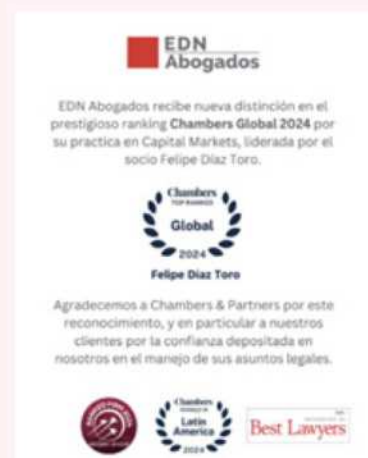 EDN
Abogados
EDN Abogados recibe nueva distinción en el
prestigioso ranking Chambers Global 2024 por
su practica en Capital Markets, liderada por el
socio Felipe Díaz Toro.
Chambers
TOP RANKED
Global
2024
Felipe Díaz Toro
Agradecemos a Chambers & Partners por este
reconocimiento, y en particular a nuestros
clientes por la confianza depositada en
nosotros en el manejo de sus asuntos legales.
Chambers
Latin
America
2024
Best Lawyers